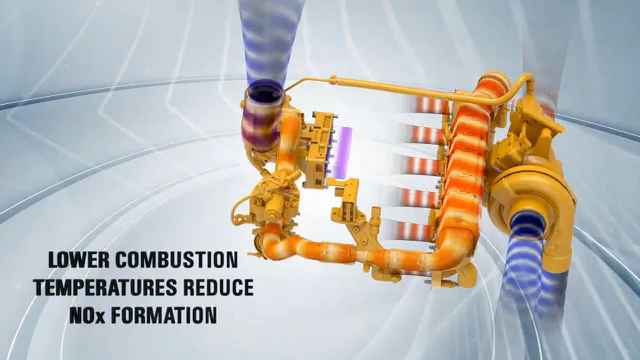 LOWER COMBUSTION
TEMPERATURES REDUCE
NOx FORMATION